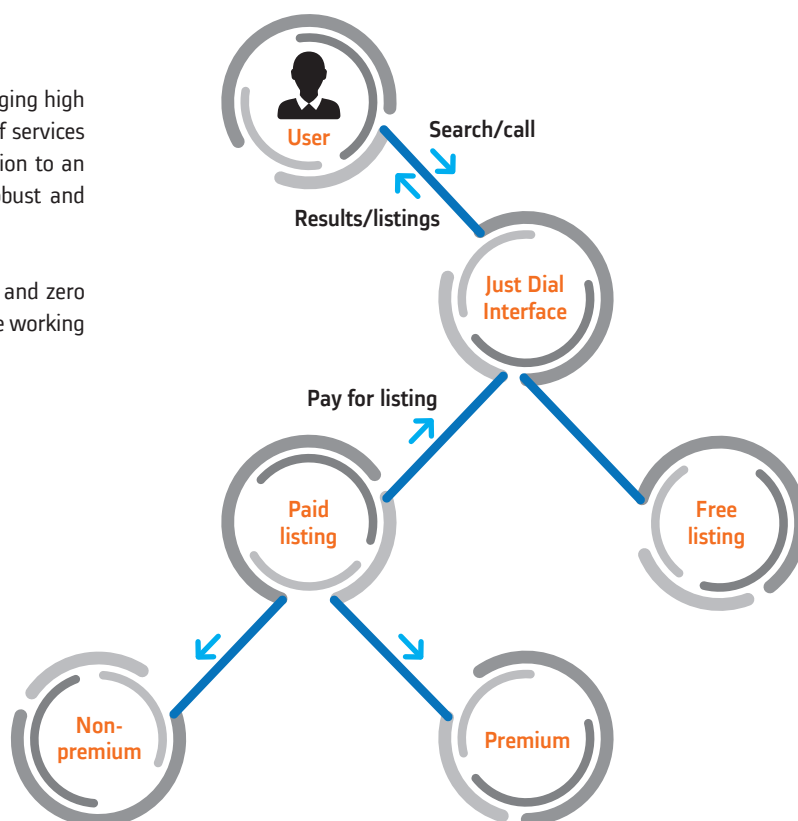 ging high
f services
ion to an
bust and
and zero
e working
User
Search/call
Results/listings
Just Dial
Interface
Pay for listing
Paid
listing
Free
listing
Non-
premium
Premium